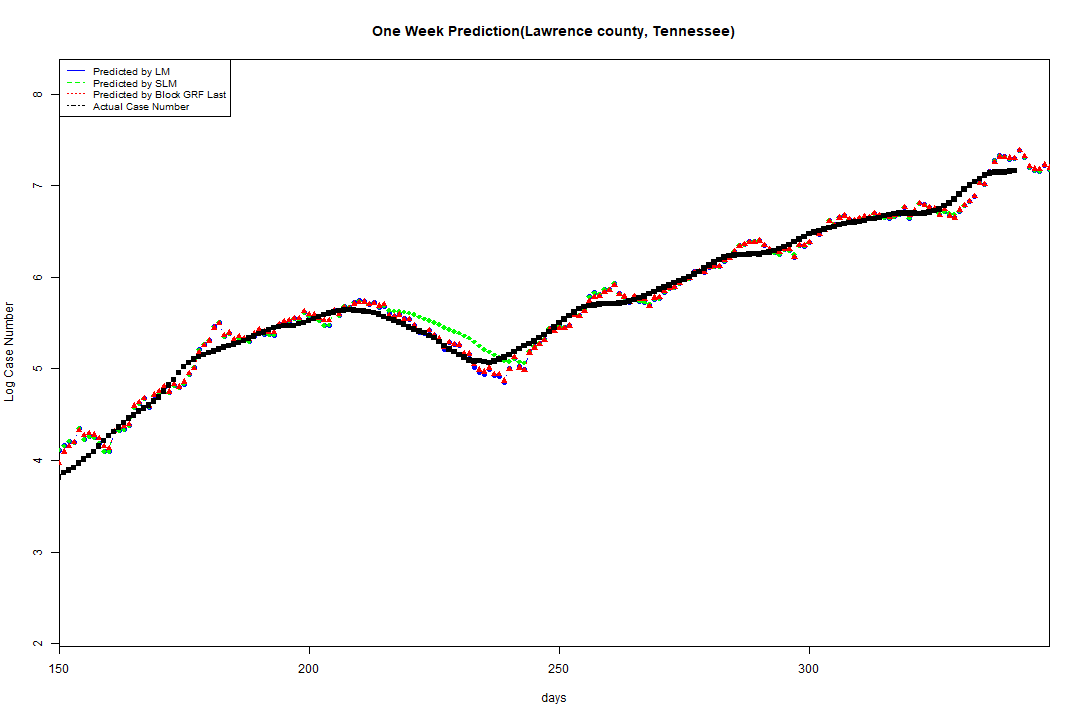 One Week Prediction(Lawrence county, Tennessee)
Predicted by LM
Predicted by SLM
Predicted by Block GRF Last
Actual Case Number
8
7
6
5
4
3
2
Log Case Number
150 200 250 300
days